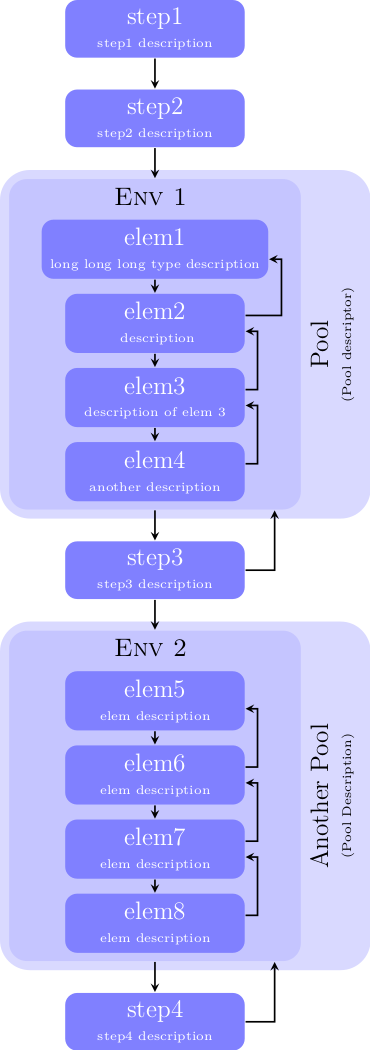 step1
step1 description
step2
step2 description
ENV 1
elem1
long long long type description
elem2
description
elem3
description of elem 3
elem4
another description
Pool
(Pool descriptor)
step3
step3 description
ENV 2
elem5
elem description
elem6
elem description
elem7
elem description
elem8
elem description
Another Pool
(Pool Description)
step4
step4 description